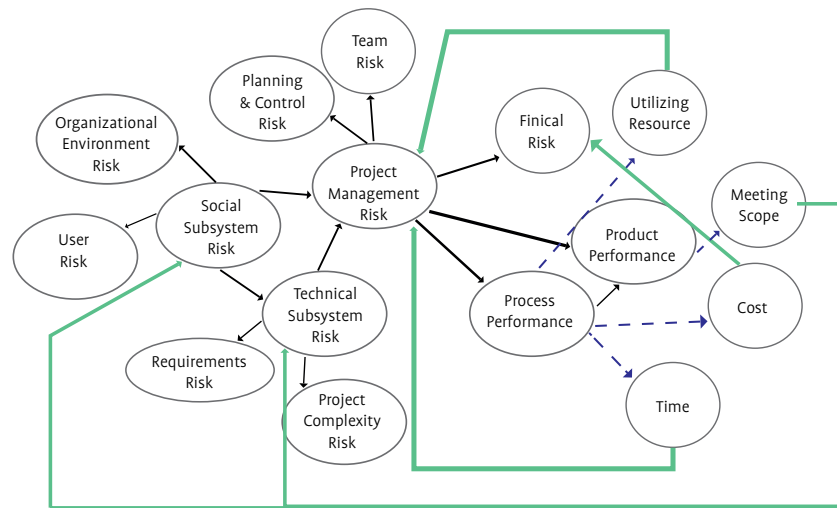 Team
Risk
Planning
& Control
Risk
Utilizing
Resource
Finical
Risk
Organizational
Environment
Risk
Project
Management
Risk
Meeting
Scope
Social
Subsystem
Risk
User
Risk
Product
Performance
Technical
Subsystem
Risk
Process
Performance
Cost
Requirements
Risk
Project
Complexity
Risk
Time